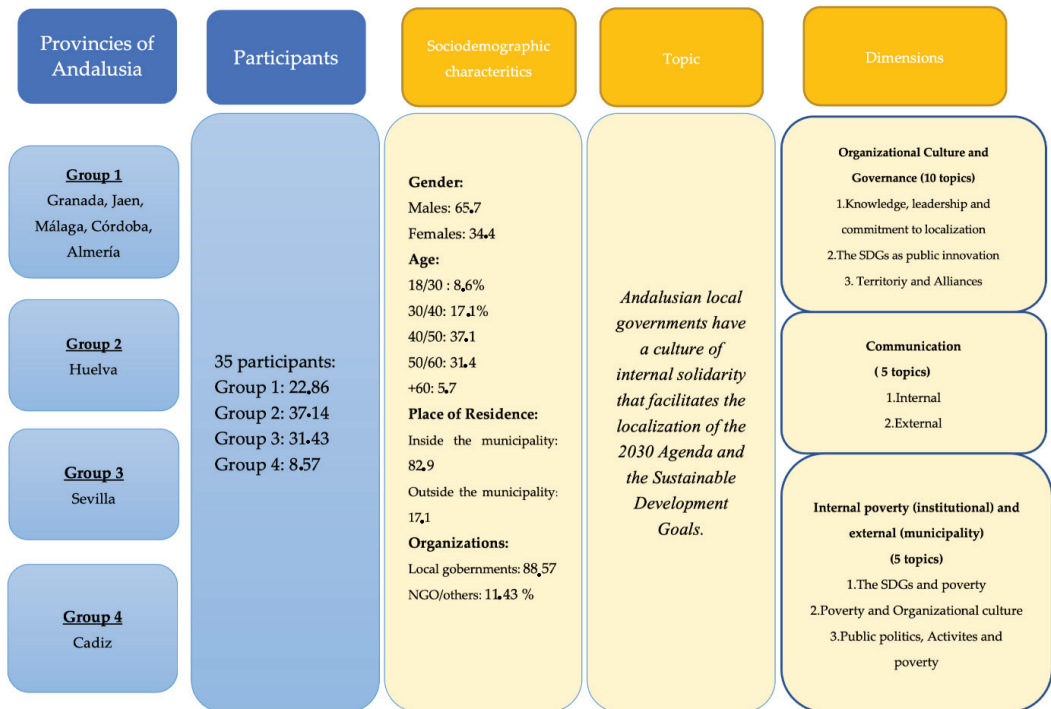 Provincies of
Andalusia
Participants
Sociodemographic
characteritics
Topic
Dimensions
Group 1
Granada, Jaen,
Málaga, Córdoba,
Almería
Group 2
Huelva
Group 3
Sevilla
Group 4
Cadiz
35 participants:
Group 1: 22.86
Group 2: 37.14
Group 3: 31.43
Group 4: 8.57
Gender:
Males: 65.7
Females: 34.4
Age:
18/30 : 8,6%
30/40: 17.1%
40/50: 37.1
50/60: 31.4
+60: 5.7
Place of Residence:
Inside the municipality:
82.9
Outside the municipality:
17.1
Organizations:
Local gobernments: 88.57
NGO/others: 11.43 %
Andalusian local
governments have
a culture of
internal solidarity
that facilitates the
localization of the
2030 Agenda and
the Sustainable
Development
Goals.
Organizational Culture and
Governance (10 topics)
1.Knowledge, leadership and
commitment to localization
2.The SDGs as public innovation
3. Territoriy and Alliances
Communication
( 5 topics)
1.Internal
2.External
Internal poverty (institutional) and
external (municipality)
(5 topics)
1.The SDGs and poverty
2.Poverty and Organizational culture
3.Public politics, Activites and
poverty